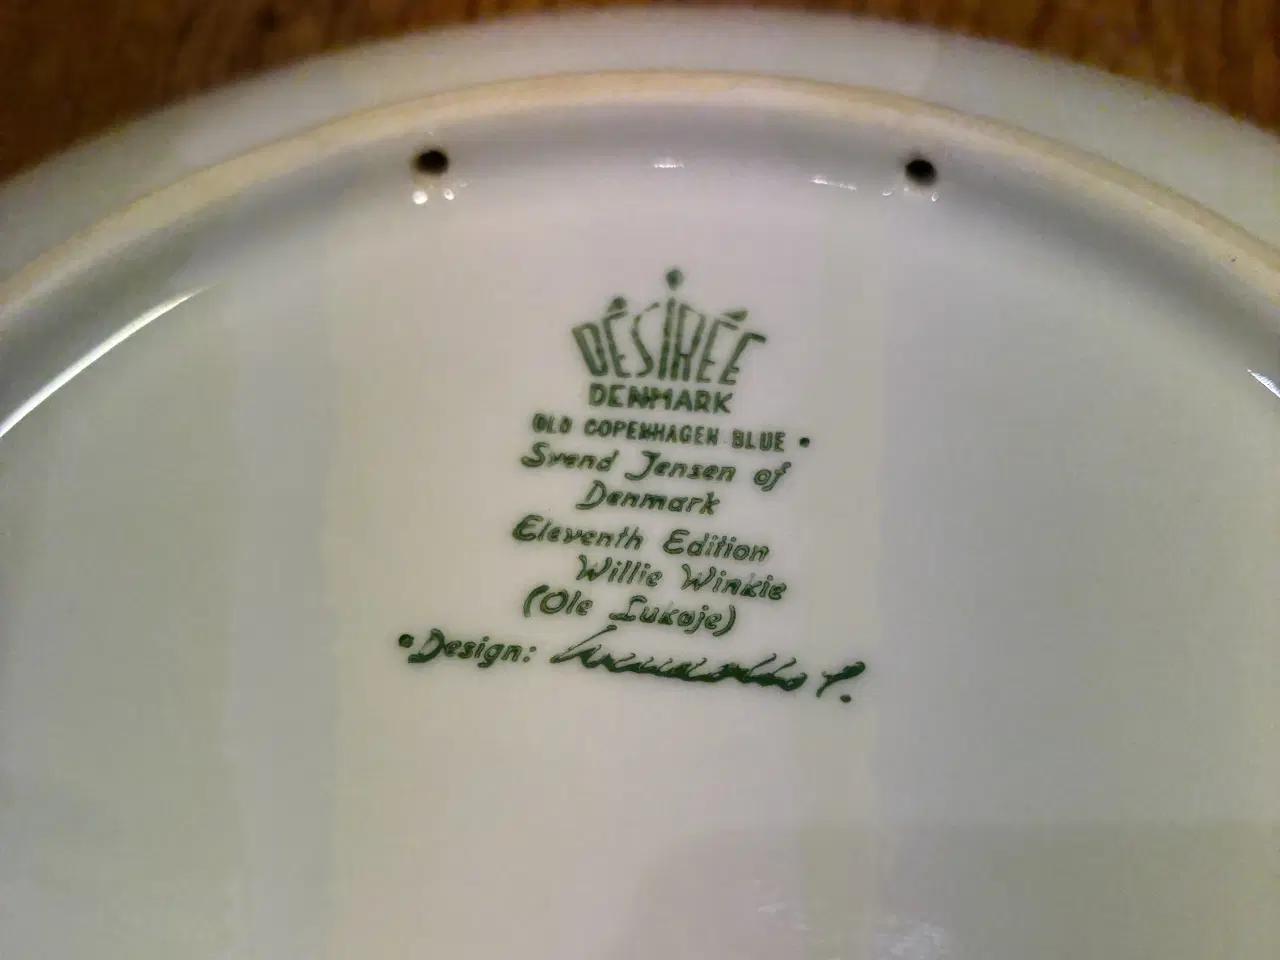 DÉSIRÉE
DENMARK
OLD COPENHAGEN BLUE •
Svend Jensen of
Denmark
Eleventh Edition
Willie Winkie
(Ole Lukøje)
• Design: